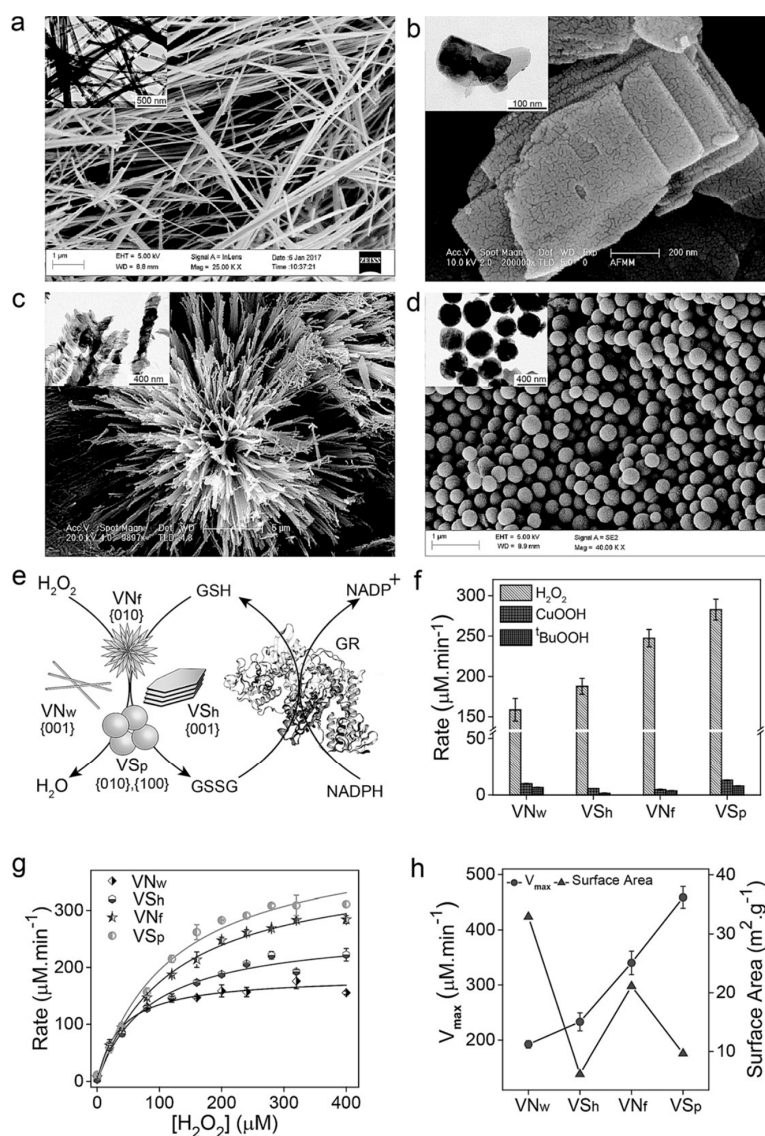 a
500 nm
1 µm
EHT = 5.00 kV
WD = 8.8 mm
Signal A = InLens
Mag = 25.00 K X
Date :6 Jan 2017
Time :10:37:21
ZEISS
b
100 nm
Acc.V Spot Magn Det WD Exp
10.0 kV 2.0 200000x TLD 5.0 0 AFMM
200 nm
c
400 nm
Acc.V Spot Magn Det WD
20.0 kV 4.0 9897x TLD 4.8
5 µm
d
400 nm
1 µm
EHT = 5.00 kV
WD = 9.9 mm
Signal A = SE2
Mag = 40.00 K X
e
H₂O₂
VNf
{010}
GSH
NADP⁺
GR
VNw
{001}
VSh
{001}
VSp
{010},{100}
H₂O
GSSG
NADPH
f
H₂O₂
CuOOH
ᵗBuOOH
Rate (µM.min⁻¹)
300
250
200
150
50
0
VNw VSh VNf VSp
g
VNw
VSh
VNf
VSp
Rate (µM.min⁻¹)
300
200
100
0
0 100 200 300 400
[H₂O₂] (µM)
h
Vmax Surface Area
Vmax (µM.min⁻¹)
500
400
300
200
40
30
20
10
Surface Area (m².g⁻¹)
VNw VSh VNf VSp